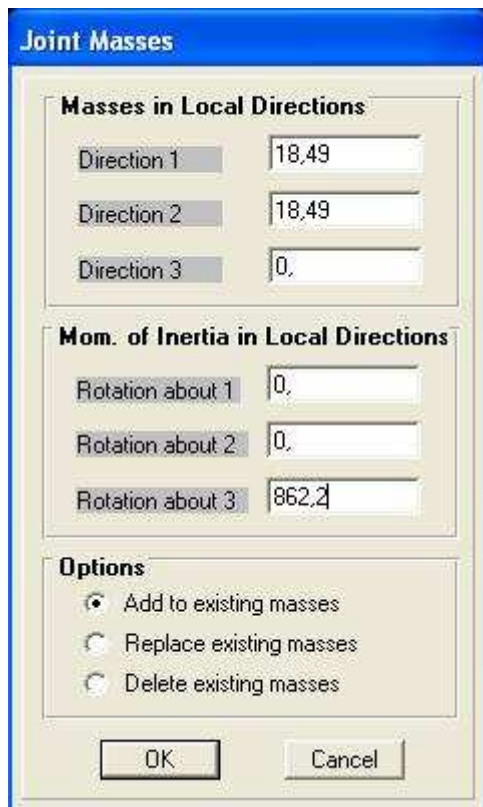 Joint Masses
Masses in Local Directions
Direction 1 18,49
Direction 2 18,49
Direction 3 0,
Mom. of Inertia in Local Directions
Rotation about 1 0,
Rotation about 2 0,
Rotation about 3 862,2
Options
Add to existing masses
Replace existing masses
Delete existing masses
OK Cancel